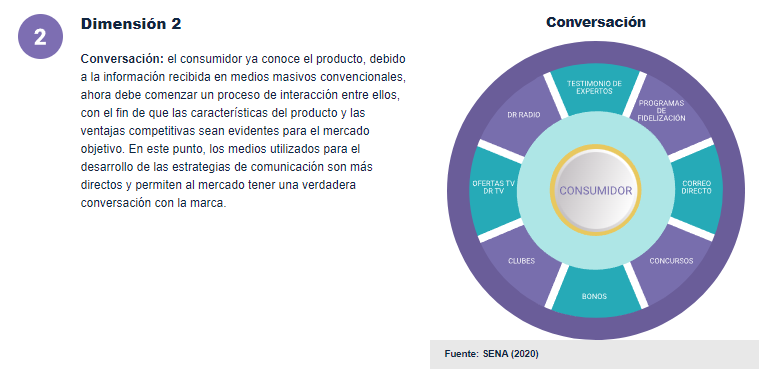 2
Dimensión 2
Conversación: el consumidor ya conoce el producto, debido
a la información recibida en medios masivos convencionales,
ahora debe comenzar un proceso de interacción entre ellos,
con el fin de que las características del producto y las
ventajas competitivas sean evidentes para el mercado
objetivo. En este punto, los medios utilizados para el
desarrollo de las estrategias de comunicación son más
directos y permiten al mercado tener una verdadera
conversación con la marca.
Conversación
TESTIMONIO DE
EXPERTOS
PROGRAMAS
DE
FIDELIZACIÓN
CORREO
DIRECTO
CONCURSOS
BONOS
CLUBES
OFERTAS TV
DR TV
DR RADIO
CONSUMIDOR
Fuente: SENA (2020)